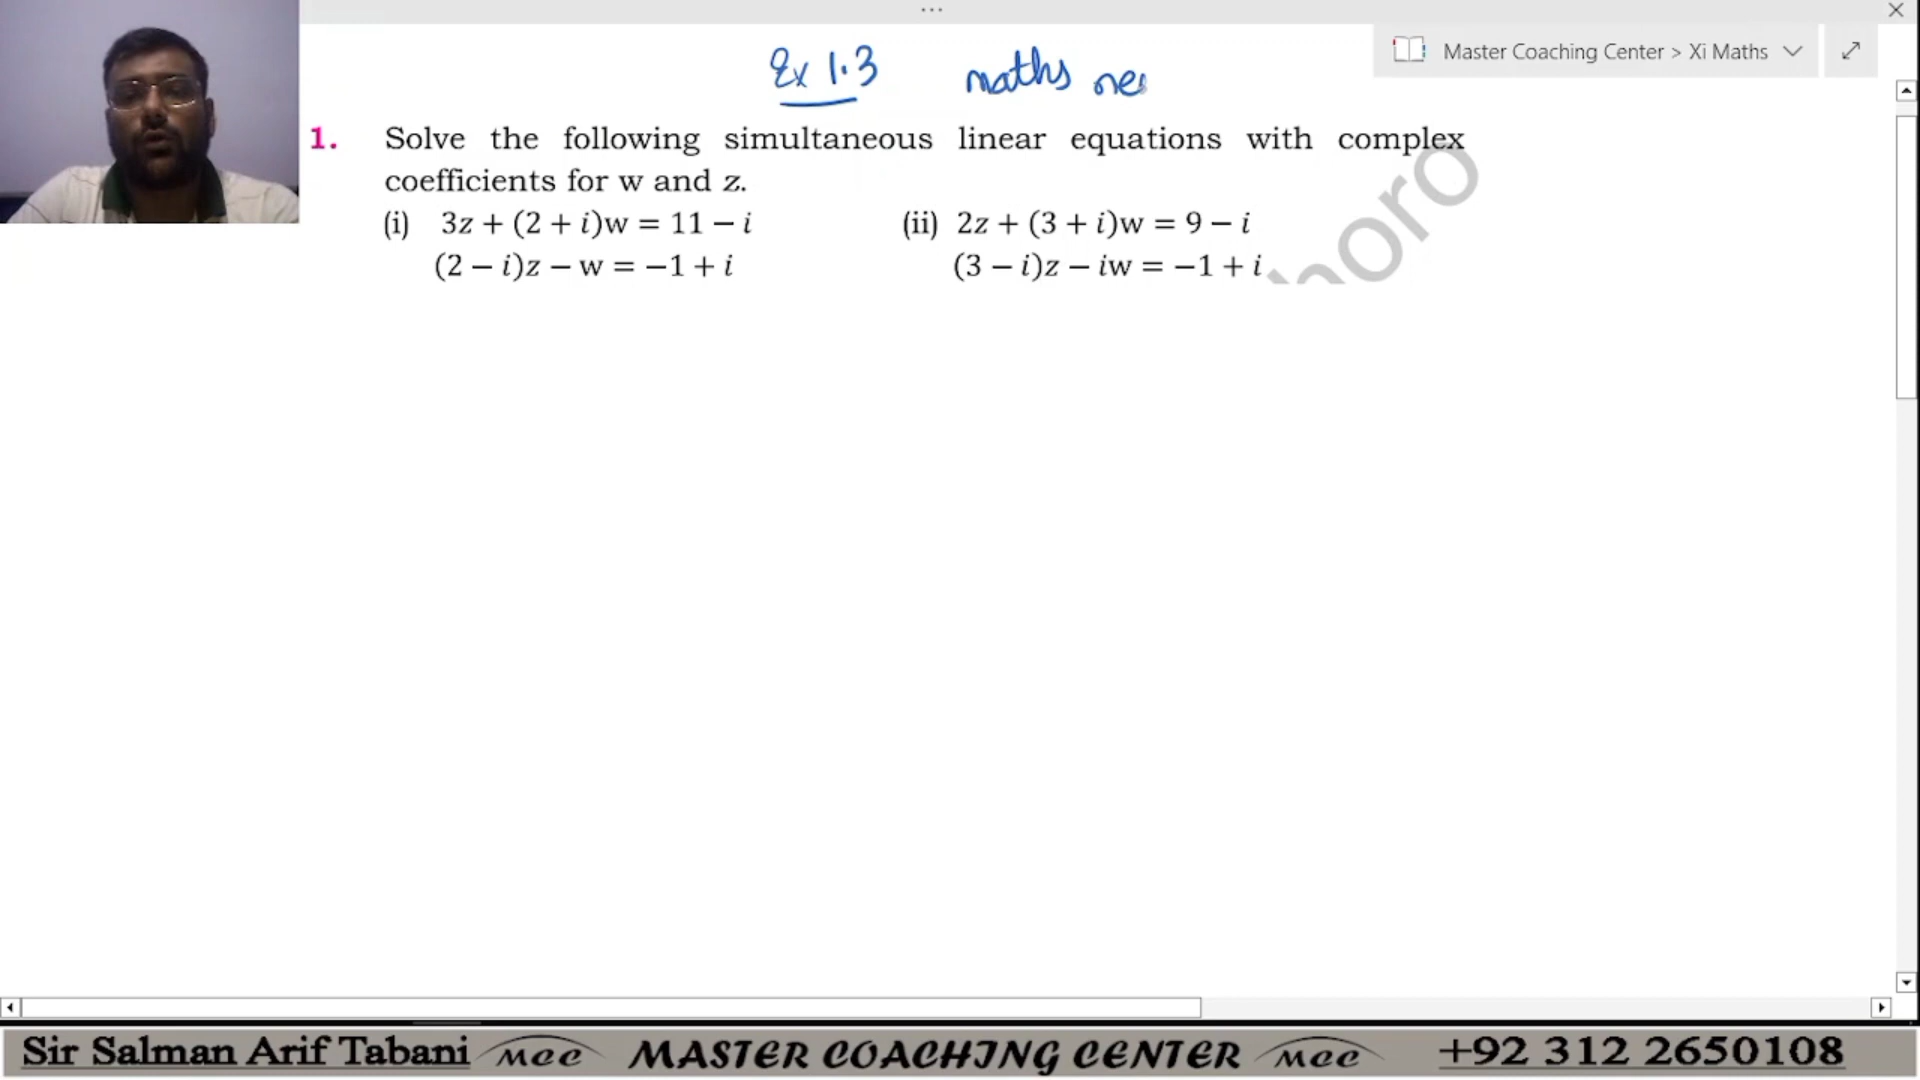 Ex 1.3 maths ne
Master Coaching Center > Xi Maths
1. Solve the following simultaneous linear equations with complex
coefficients for w and z.
(i) 3z + (2 + i)w = 11 − i (ii) 2z + (3 + i)w = 9 − i
(2 − i)z − w = −1 + i (3 − i)z − iw = −1 + i
horo
Sir Salman Arif Tabani MCC MASTER COACHING CENTER MCC +92 312 2650108